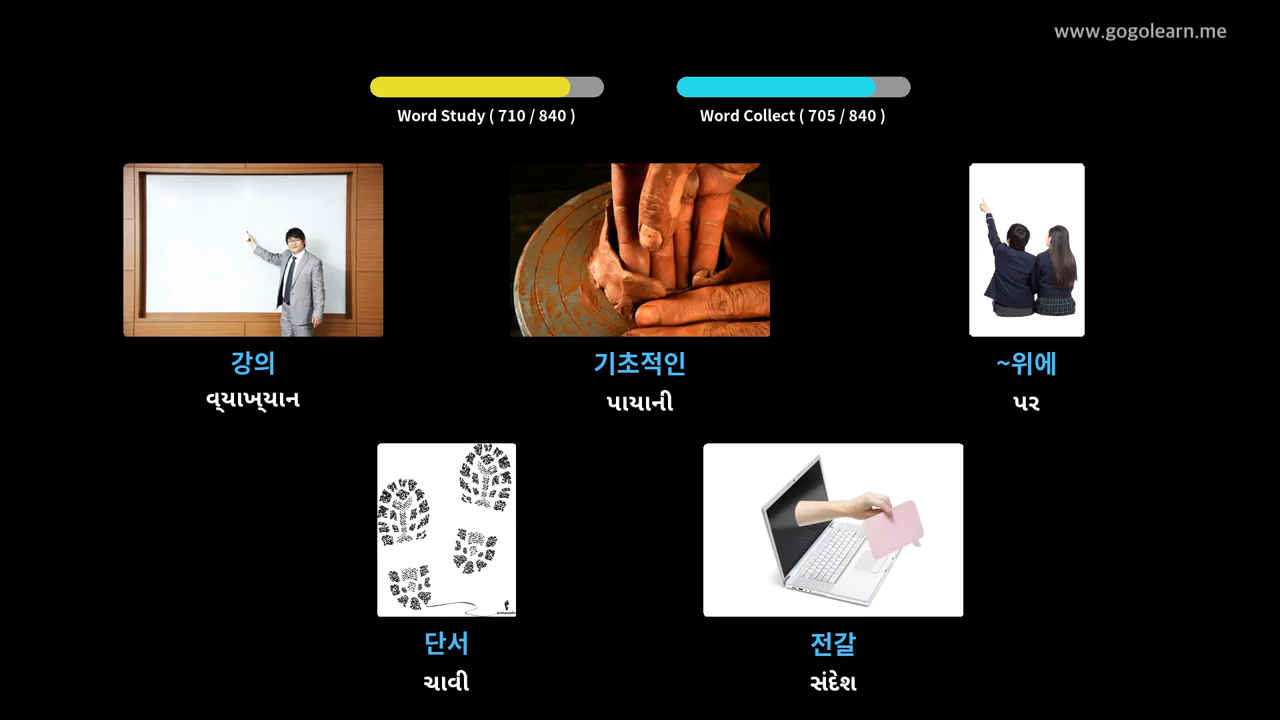 www.gogolearn.me
Word Study ( 710 / 840 )
Word Collect ( 705 / 840 )
강의
기초적인
~위에
વ્યાખ્યાન
પાયાની
પર
단서
전갈
ચાવી
સંદેશ